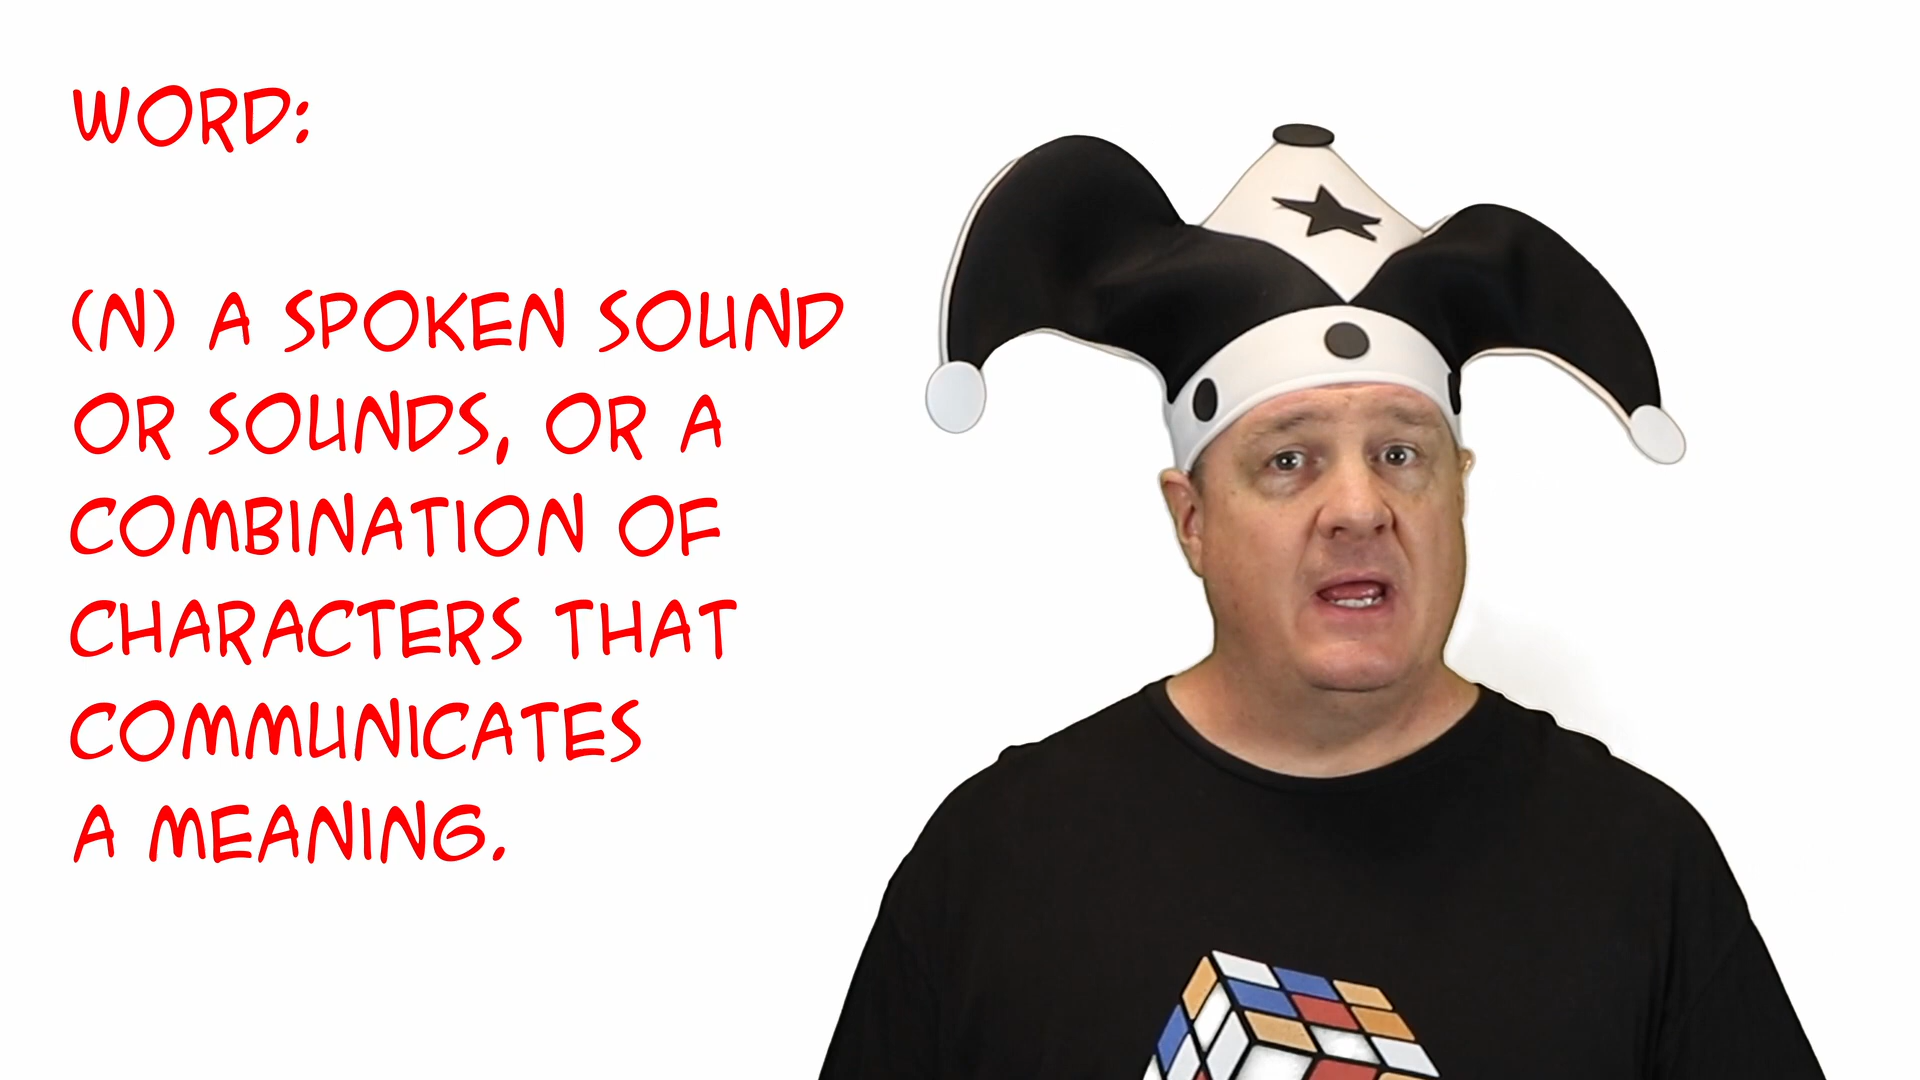 WORD:
(N) A SPOKEN SOUND
OR SOUNDS, OR A
COMBINATION OF
CHARACTERS THAT
COMMUNICATES
A MEANING.